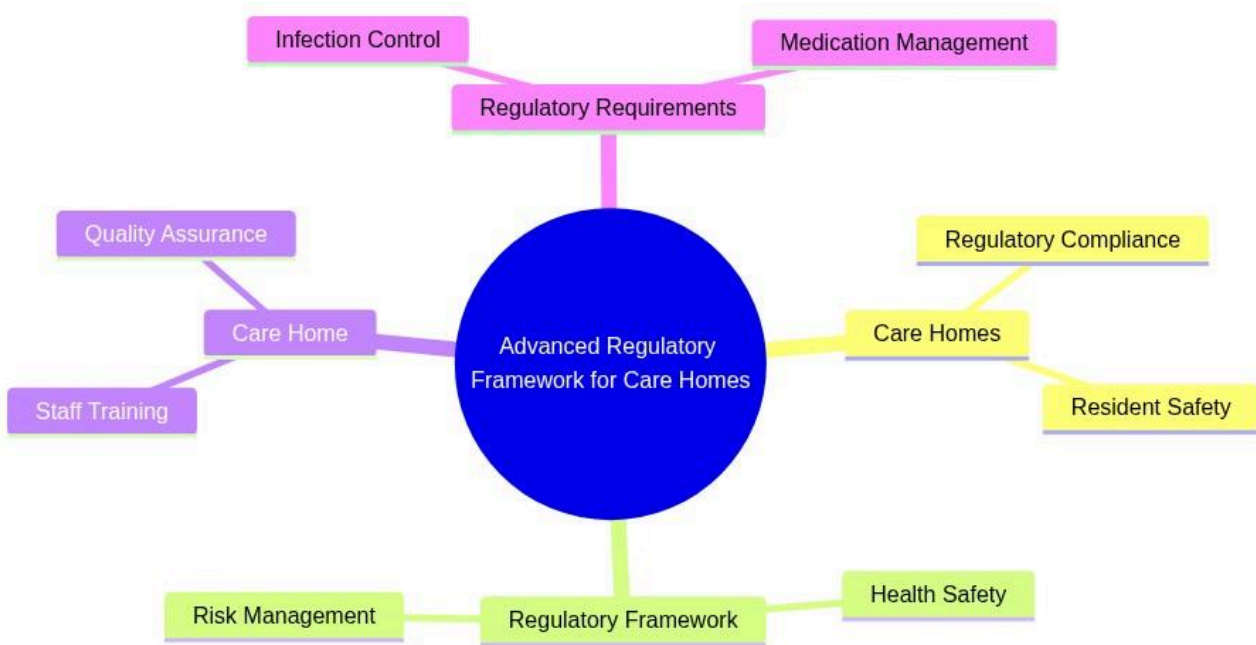 Infection Control
Medication Management
Regulatory Requirements
Quality Assurance
Regulatory Compliance
Care Home
Care Homes
Advanced Regulatory
Framework for Care Homes
Staff Training
Resident Safety
Risk Management
Regulatory Framework
Health Safety